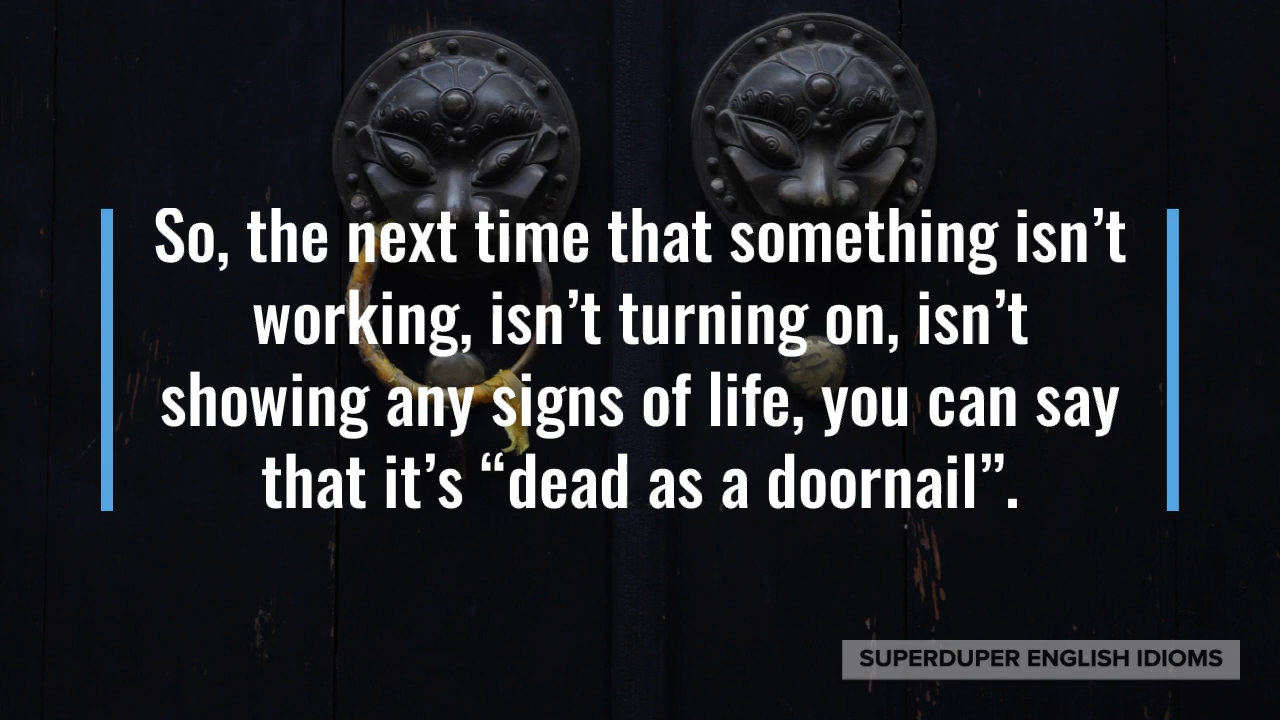 So, the next time that something isn’t
working, isn’t turning on, isn’t
showing any signs of life, you can say
that it’s “dead as a doornail”.
SUPERDUPER ENGLISH IDIOMS